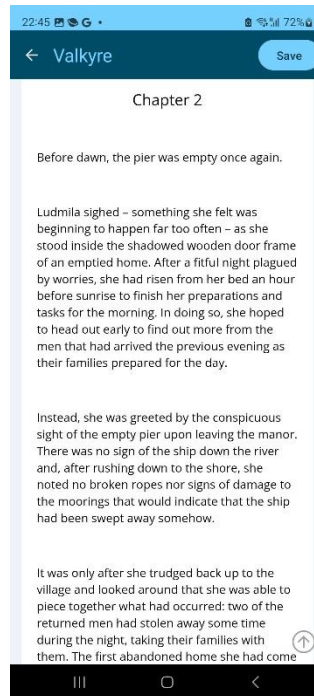 22:45 G •
72%
← Valkyre
Save
Chapter 2
Before dawn, the pier was empty once again.
Ludmila sighed – something she felt was
beginning to happen far too often – as she
stood inside the shadowed wooden door frame
of an emptied home. After a fitful night plagued
by worries, she had risen from her bed an hour
before sunrise to finish her preparations and
tasks for the morning. In doing so, she hoped
to head out early to find out more from the
men that had arrived the previous evening as
their families prepared for the day.
Instead, she was greeted by the conspicuous
sight of the empty pier upon leaving the manor.
There was no sign of the ship down the river
and, after rushing down to the shore, she
noted no broken ropes nor signs of damage to
the moorings that would indicate that the ship
had been swept away somehow.
It was only after she trudged back up to the
village and looked around that she was able to
piece together what had occurred: two of the
returned men had stolen away some time
during the night, taking their families with
them. The first abandoned home she had come